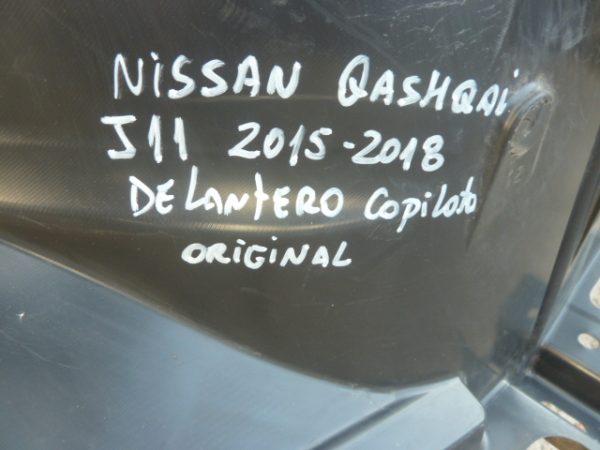 NiSSAN QASHQAi
J11 2015-2018
DELANTERO Copiloto
ORIGINAL